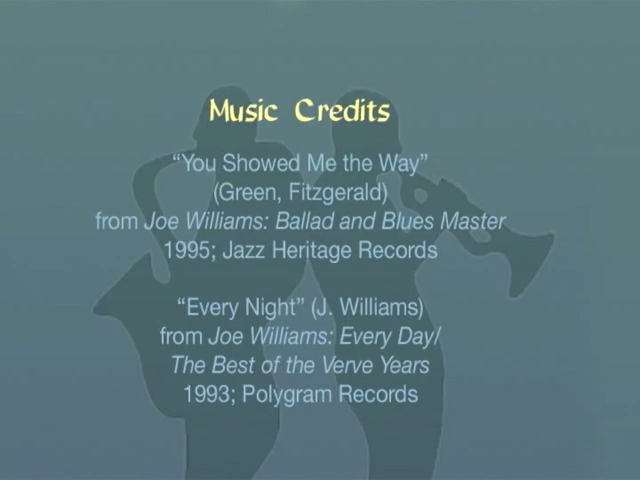 Music Credits
“You Showed Me the Way”
(Green, Fitzgerald)
from Joe Williams: Ballad and Blues Master
1995; Jazz Heritage Records
“Every Night” (J. Williams)
from Joe Williams: Every Day/
The Best of the Verve Years
1993; Polygram Records